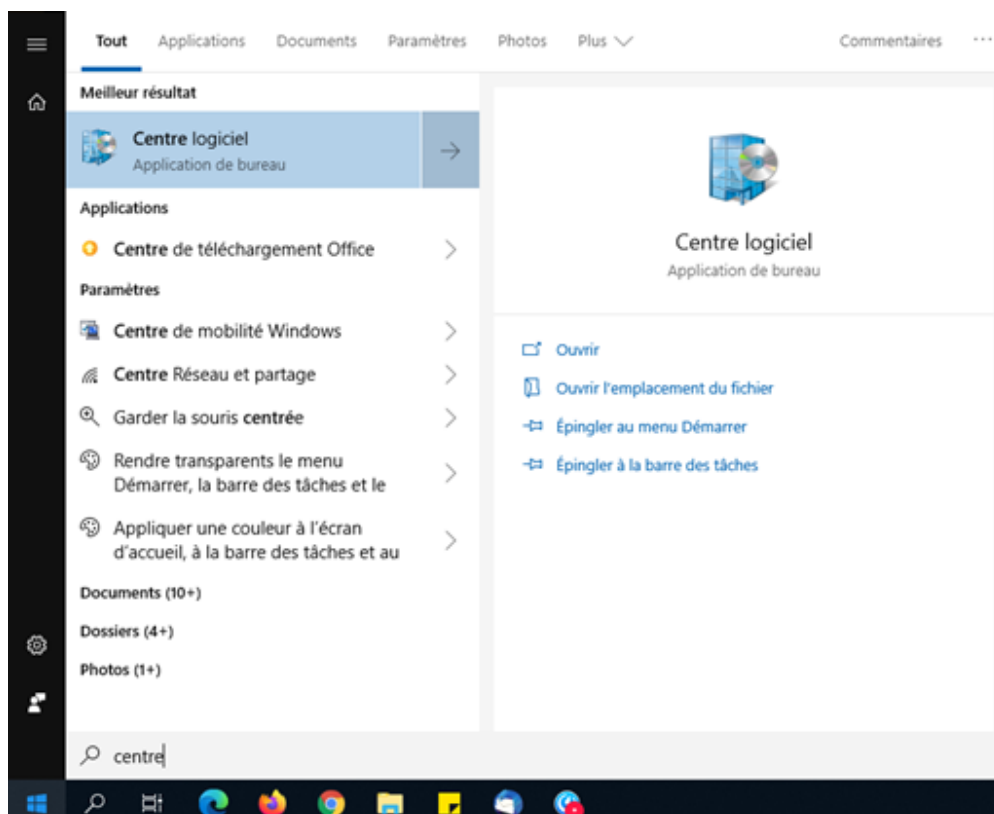 Tout Applications Documents Paramètres Photos Plus Commentaires ...
Meilleur résultat
Centre logiciel
Application de bureau
Applications
Centre de téléchargement Office
Paramètres
Centre de mobilité Windows
Centre Réseau et partage
Garder la souris centrée
Rendre transparents le menu
Démarrer, la barre des tâches et le
Appliquer une couleur à l'écran
d'accueil, à la barre des tâches et au
Documents (10+)
Dossiers (4+)
Photos (1+)
Centre logiciel
Application de bureau
Ouvrir
Ouvrir l'emplacement du fichier
Épingler au menu Démarrer
Épingler à la barre des tâches
centre